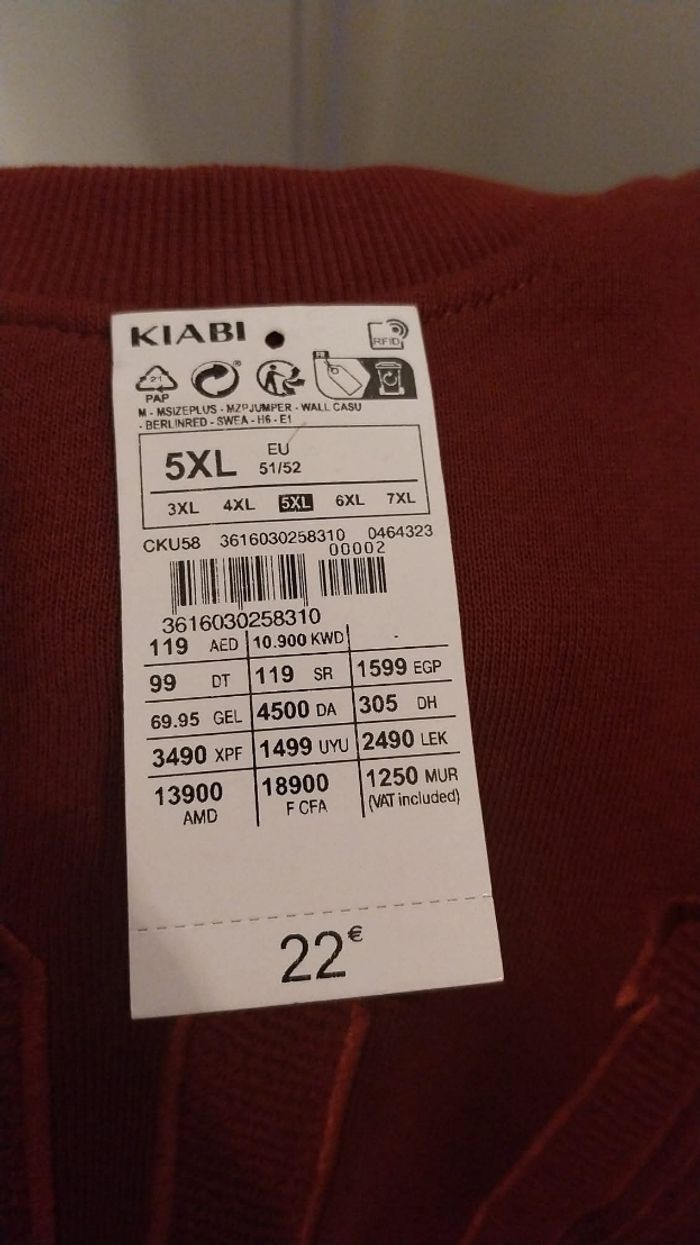 KIABI
RFID
FR
21
PAP
M - MSIZEPLUS - MZPJUMPER - WALL CASU
- BERLINRED - SWEA - H6 - E1
5XL EU
51/52
3XL 4XL 5XL 6XL 7XL
CKU58 3616030258310 0464323
00002
3616030258310
119 AED 10.900 KWD -
99 DT 119 SR 1599 EGP
69.95 GEL 4500 DA 305 DH
3490 XPF 1499 UYU 2490 LEK
13900 AMD 18900 F CFA 1250 MUR
(VAT included)
22€